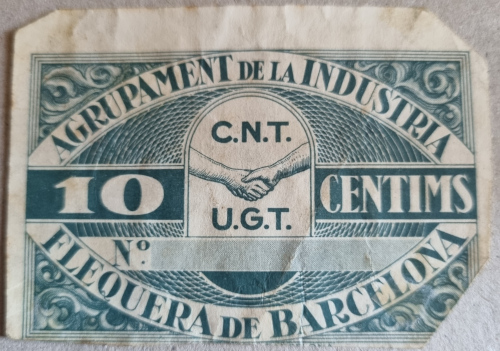 AGRUPAMENT DE LA INDUSTRIA
C.N.T.
10 CENTIMS
U.G.T.
Nº.
FLEQUERA DE BARCELONA